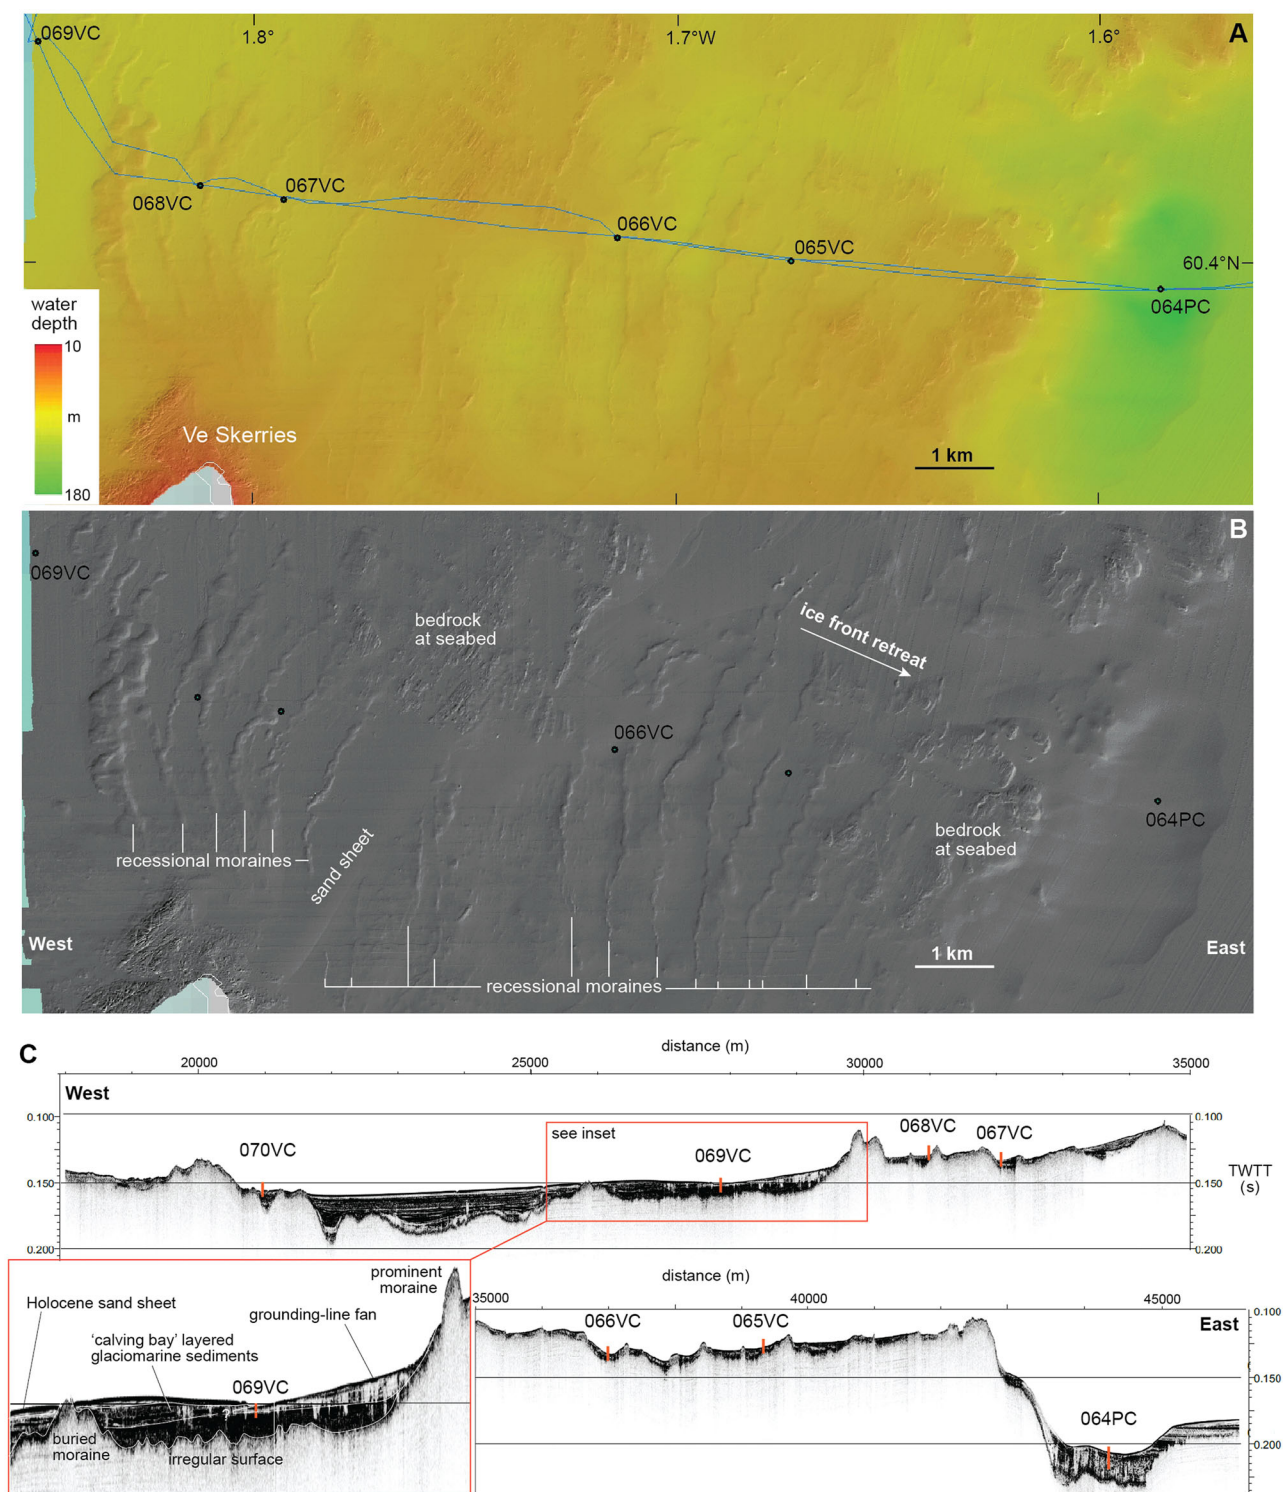 A
069VC
1.8°
1.7°W
1.6°
068VC
067VC
066VC
065VC
60.4°N
064PC
water
depth
10
m
180
Ve Skerries
1 km
B
069VC
bedrock
at seabed
ice front retreat
066VC
064PC
bedrock
at seabed
recessional moraines
sand sheet
West
East
1 km
recessional moraines
C
distance (m)
20000
25000
30000
35000
West
0.100
0.100
see inset
070VC
069VC
068VC
067VC
0.150
0.150
TWTT
(s)
0.200
0.200
distance (m)
35000
40000
45000
prominent
moraine
Holocene sand sheet
grounding-line fan
'calving bay' layered
glaciomarine sediments
069VC
buried
moraine
irregular surface
066VC
065VC
0.100
East
0.150
064PC
0.200